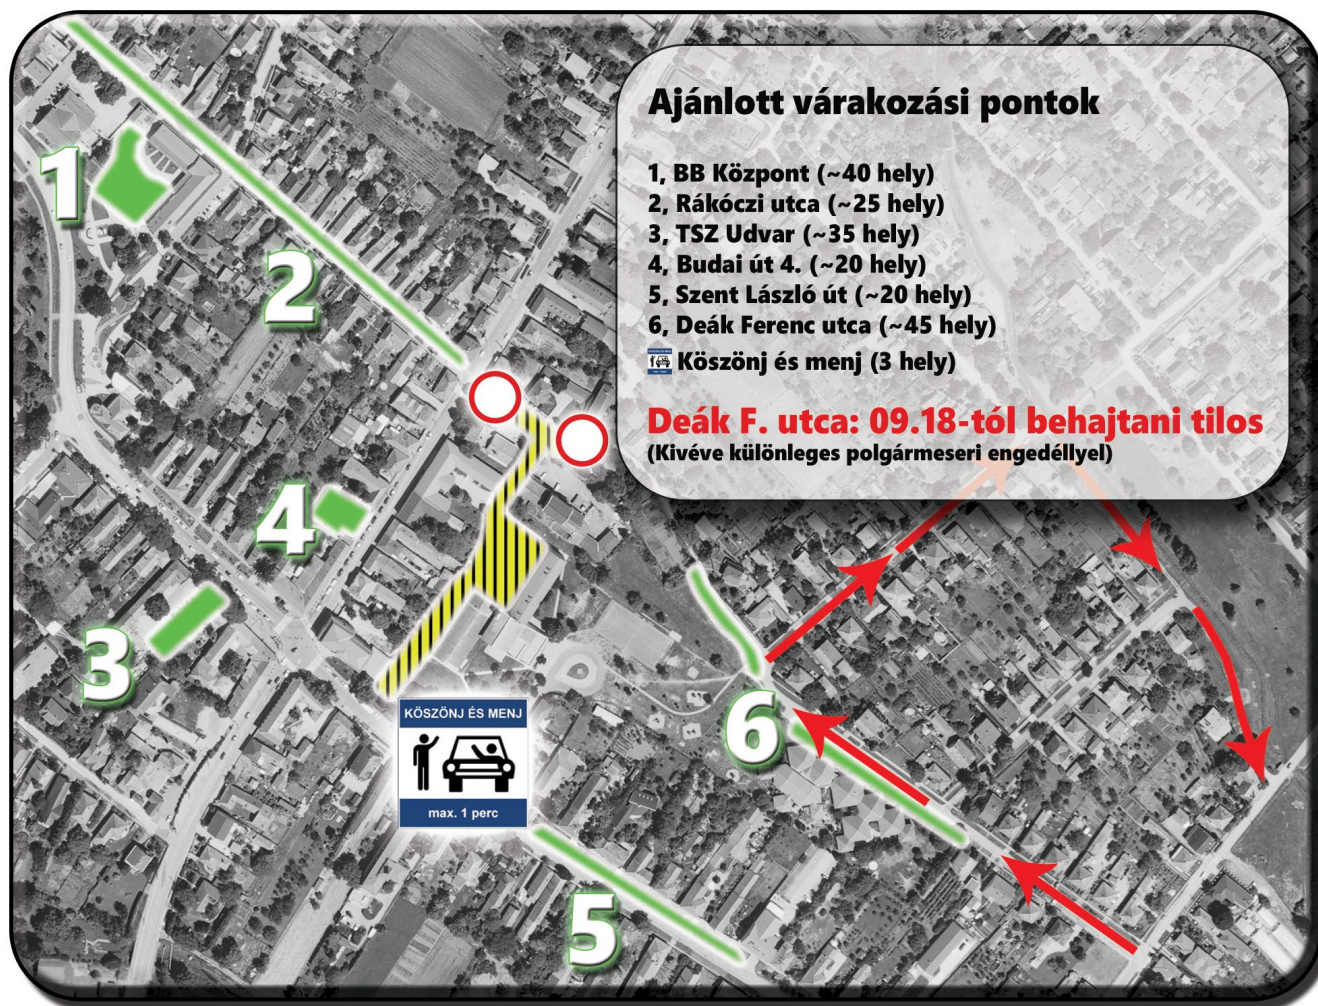 Ajánlott várakozási pontok
1, BB Központ (~40 hely)
2, Rákóczi utca (~25 hely)
3, TSZ Udvar (~35 hely)
4, Budai út 4. (~20 hely)
5, Szent László út (~20 hely)
6, Deák Ferenc utca (~45 hely)
Köszönj és menj (3 hely)
Deák F. utca: 09.18-tól behajtani tilos
(Kivéve különleges polgármeseri engedéllyel)
1
2
4
3
6
KÖSZÖNJ ÉS MENJ
max. 1 perc
5